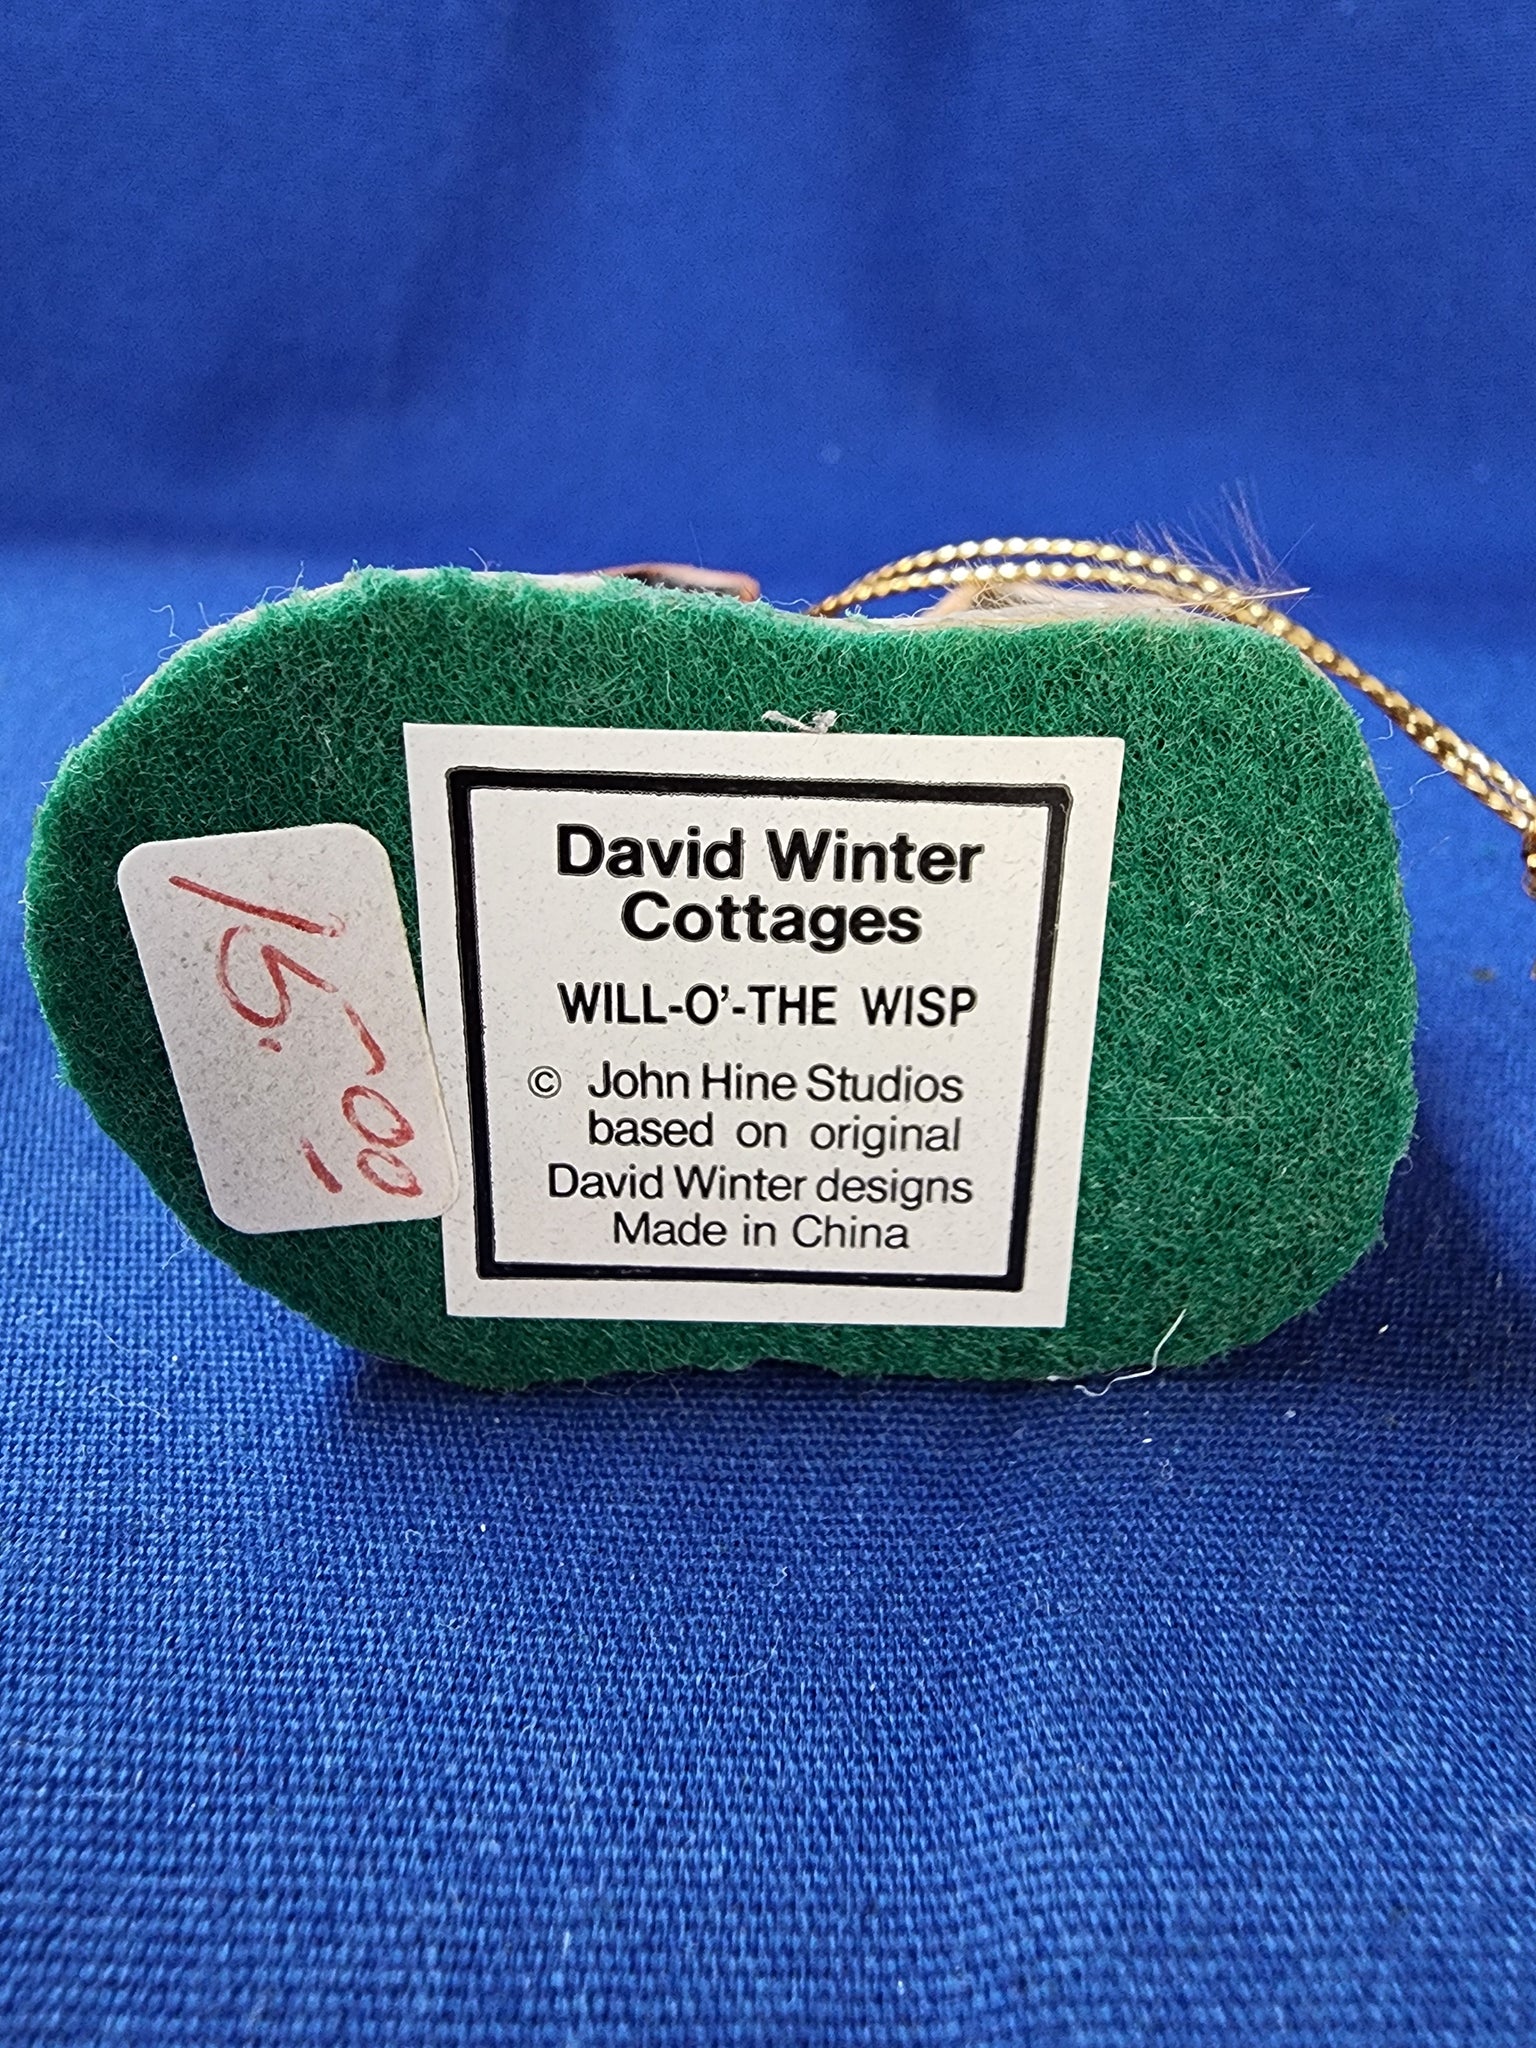 David Winter
Cottages
WILL-O'-THE WISP
© John Hine Studios
based on original
David Winter designs
Made in China
15.00